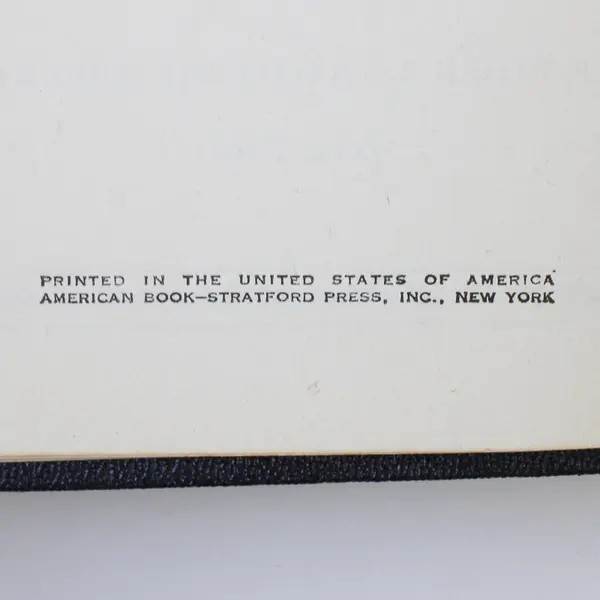 PRINTED IN THE UNITED STATES OF AMERICA
AMERICAN BOOK—STRATFORD PRESS, INC., NEW YORK